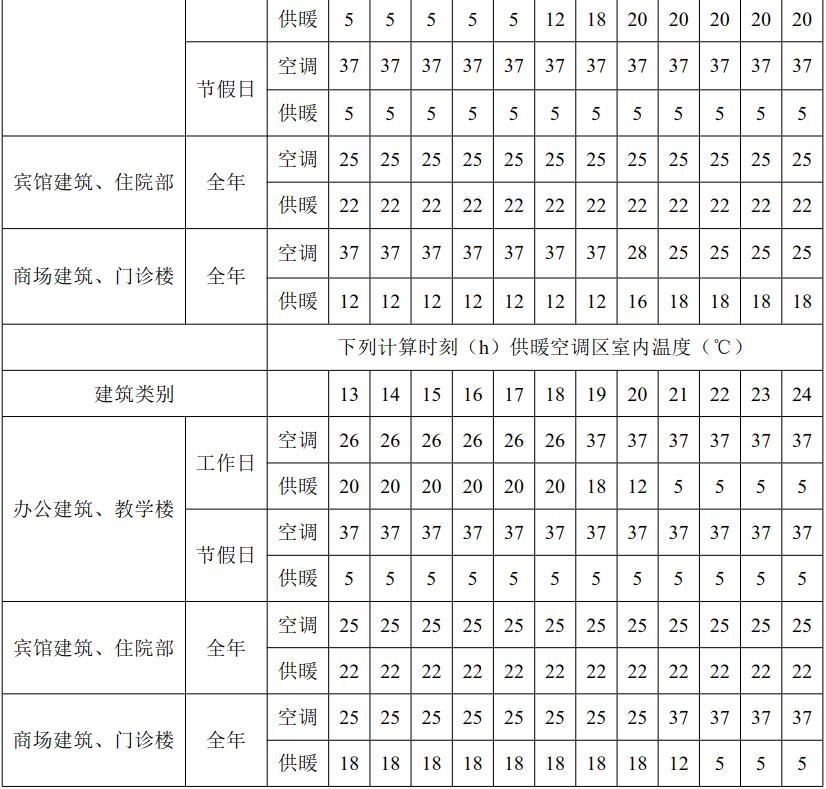 供暖 5 5 5 5 5 12 18 20 20 20 20 20
节假日 空调 37 37 37 37 37 37 37 37 37 37 37 37
供暖 5 5 5 5 5 5 5 5 5 5 5 5
宾馆建筑、住院部 全年 空调 25 25 25 25 25 25 25 25 25 25 25 25
供暖 22 22 22 22 22 22 22 22 22 22 22 22
商场建筑、门诊楼 全年 空调 37 37 37 37 37 37 37 28 25 25 25 25
供暖 12 12 12 12 12 12 12 16 18 18 18 18
下列计算时刻（h）供暖空调区室内温度（℃）
建筑类别 13 14 15 16 17 18 19 20 21 22 23 24
办公建筑、教学楼 工作日 空调 26 26 26 26 26 26 37 37 37 37 37 37
供暖 20 20 20 20 20 20 18 12 5 5 5 5
节假日 空调 37 37 37 37 37 37 37 37 37 37 37 37
供暖 5 5 5 5 5 5 5 5 5 5 5 5
宾馆建筑、住院部 全年 空调 25 25 25 25 25 25 25 25 25 25 25 25
供暖 22 22 22 22 22 22 22 22 22 22 22 22
商场建筑、门诊楼 全年 空调 25 25 25 25 25 25 25 25 37 37 37 37
供暖 18 18 18 18 18 18 18 18 12 5 5 5